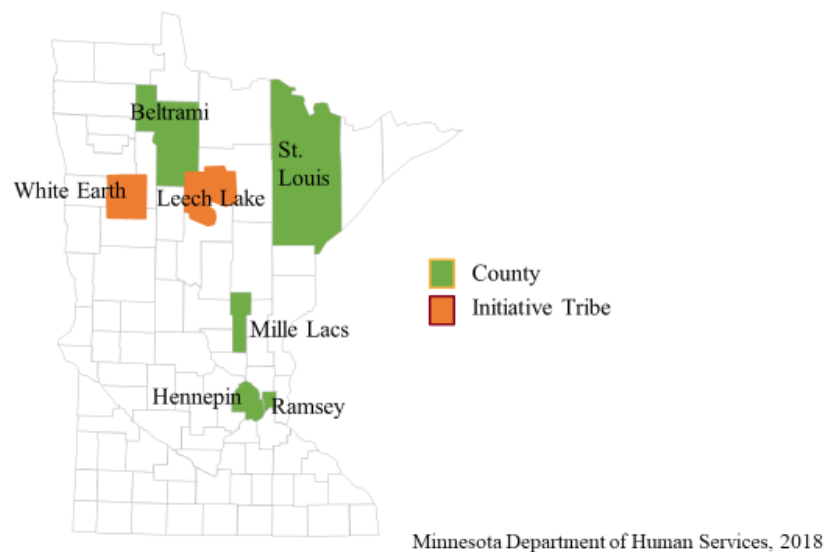 Beltrami
St.
Louis
White Earth
Leech Lake
County
Initiative Tribe
Mille Lacs
Hennepin
Ramsey
Minnesota Department of Human Services, 2018